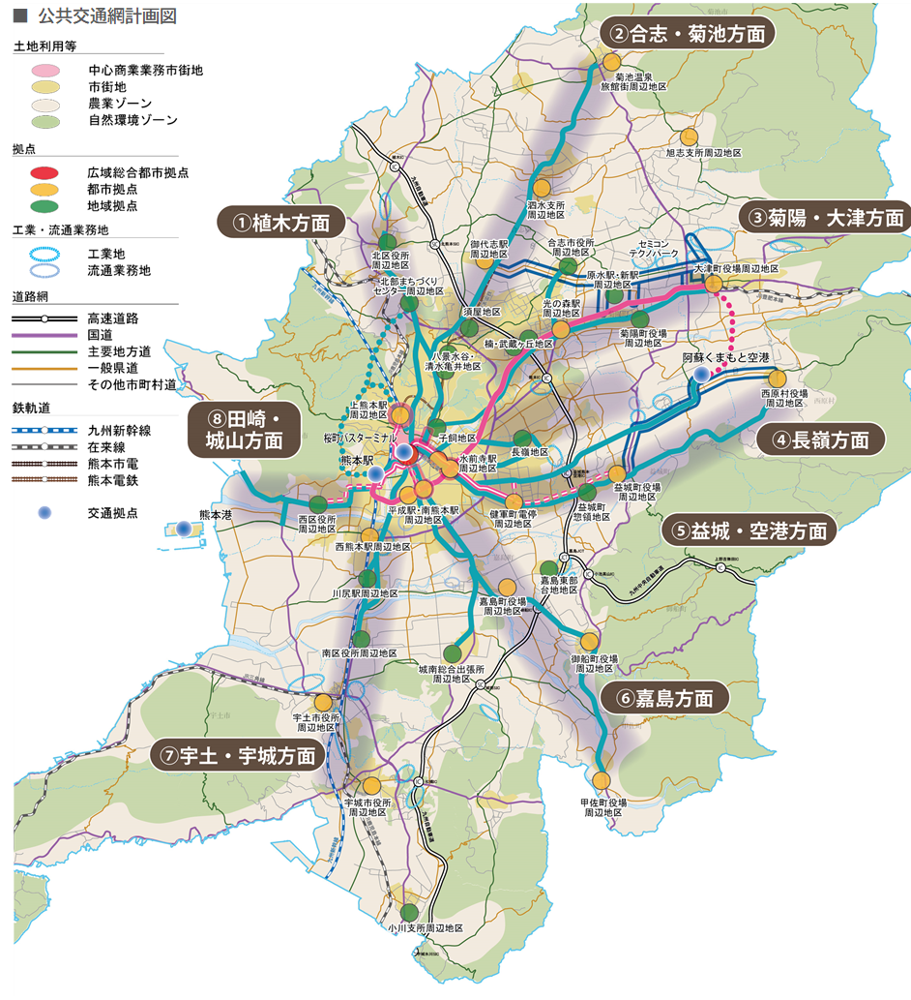 ■ 公共交通網計画図
土地利用等
中心商業業務市街地
市街地
農業ゾーン
自然環境ゾーン
拠点
広域総合都市拠点
都市拠点
地域拠点
工業・流通業務地
工業地
流通業務地
道路網
高速道路
国道
主要地方道
一般県道
その他市町村道
鉄軌道
九州新幹線
在来線
熊本市電
熊本電鉄
交通拠点
②合志・菊池方面
菊池温泉
旅館街周辺地区
旭志支所周辺地区
泗水支所
周辺地区
①植木方面
③菊陽・大津方面
北区役所
周辺地区
御代志駅
周辺地区
合志市役所
周辺地区
セミコン
テクノパーク
大津町役場周辺地区
北部まちづくり
センター周辺地区
原水駅・新駅
周辺地区
須屋地区
光の森駅
周辺地区
菊陽町役場
周辺地区
楠・武蔵ヶ丘地区
八景水谷・
清水亀井地区
阿蘇くまもと空港
西原村役場
周辺地区
西原村
上熊本駅
周辺地区
⑧田崎・
城山方面
桜町バスターミナル
子飼地区
④長嶺方面
熊本駅
水前寺駅
周辺地区
長嶺地区
益城町役場
周辺地区
熊本港
西区役所
周辺地区
平成駅・南熊本駅
周辺地区
健軍町電停
周辺地区
益城町
惣領地区
西熊本駅周辺地区
⑤益城・空港方面
川尻駅周辺地区
嘉島東部
台地地区
嘉島町役場
周辺地区
九州中央自動車道
南区役所
周辺地区
城南総合出張所
周辺地区
御船町役場
周辺地区
⑥嘉島方面
宇土市
宇土市役所
周辺地区
⑦宇土・宇城方面
宇城市役所
周辺地区
甲佐町役場
周辺地区
九州自動車道
九州新幹線
小川支所周辺地区